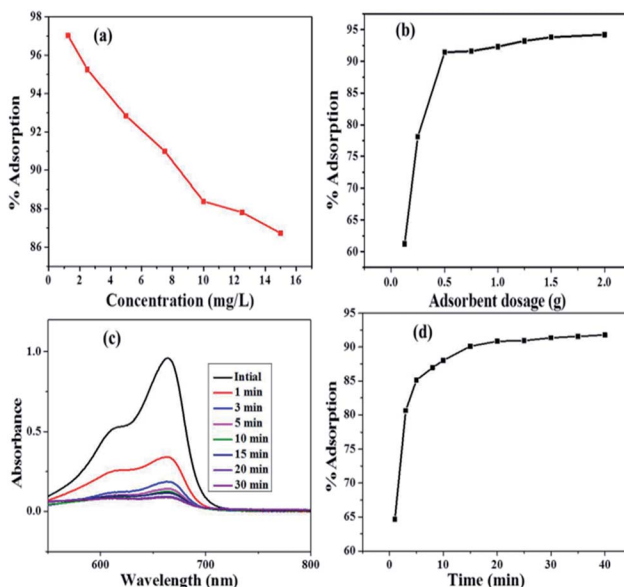 (a)
% Adsorption
98
96
94
92
90
88
86
0 2 4 6 8 10 12 14 16
Concentration (mg/L)
(b)
% Adsorption
95
90
85
80
75
70
65
60
0.0 0.5 1.0 1.5 2.0
Adsorbent dosage (g)
(c)
Absorbance
1.0
0.5
0.0
Intial
1 min
3 min
5 min
10 min
15 min
20 min
30 min
600 700 800
Wavelength (nm)
(d)
% Adsorption
95
90
85
80
75
70
65
60
0 10 20 30 40
Time (min)